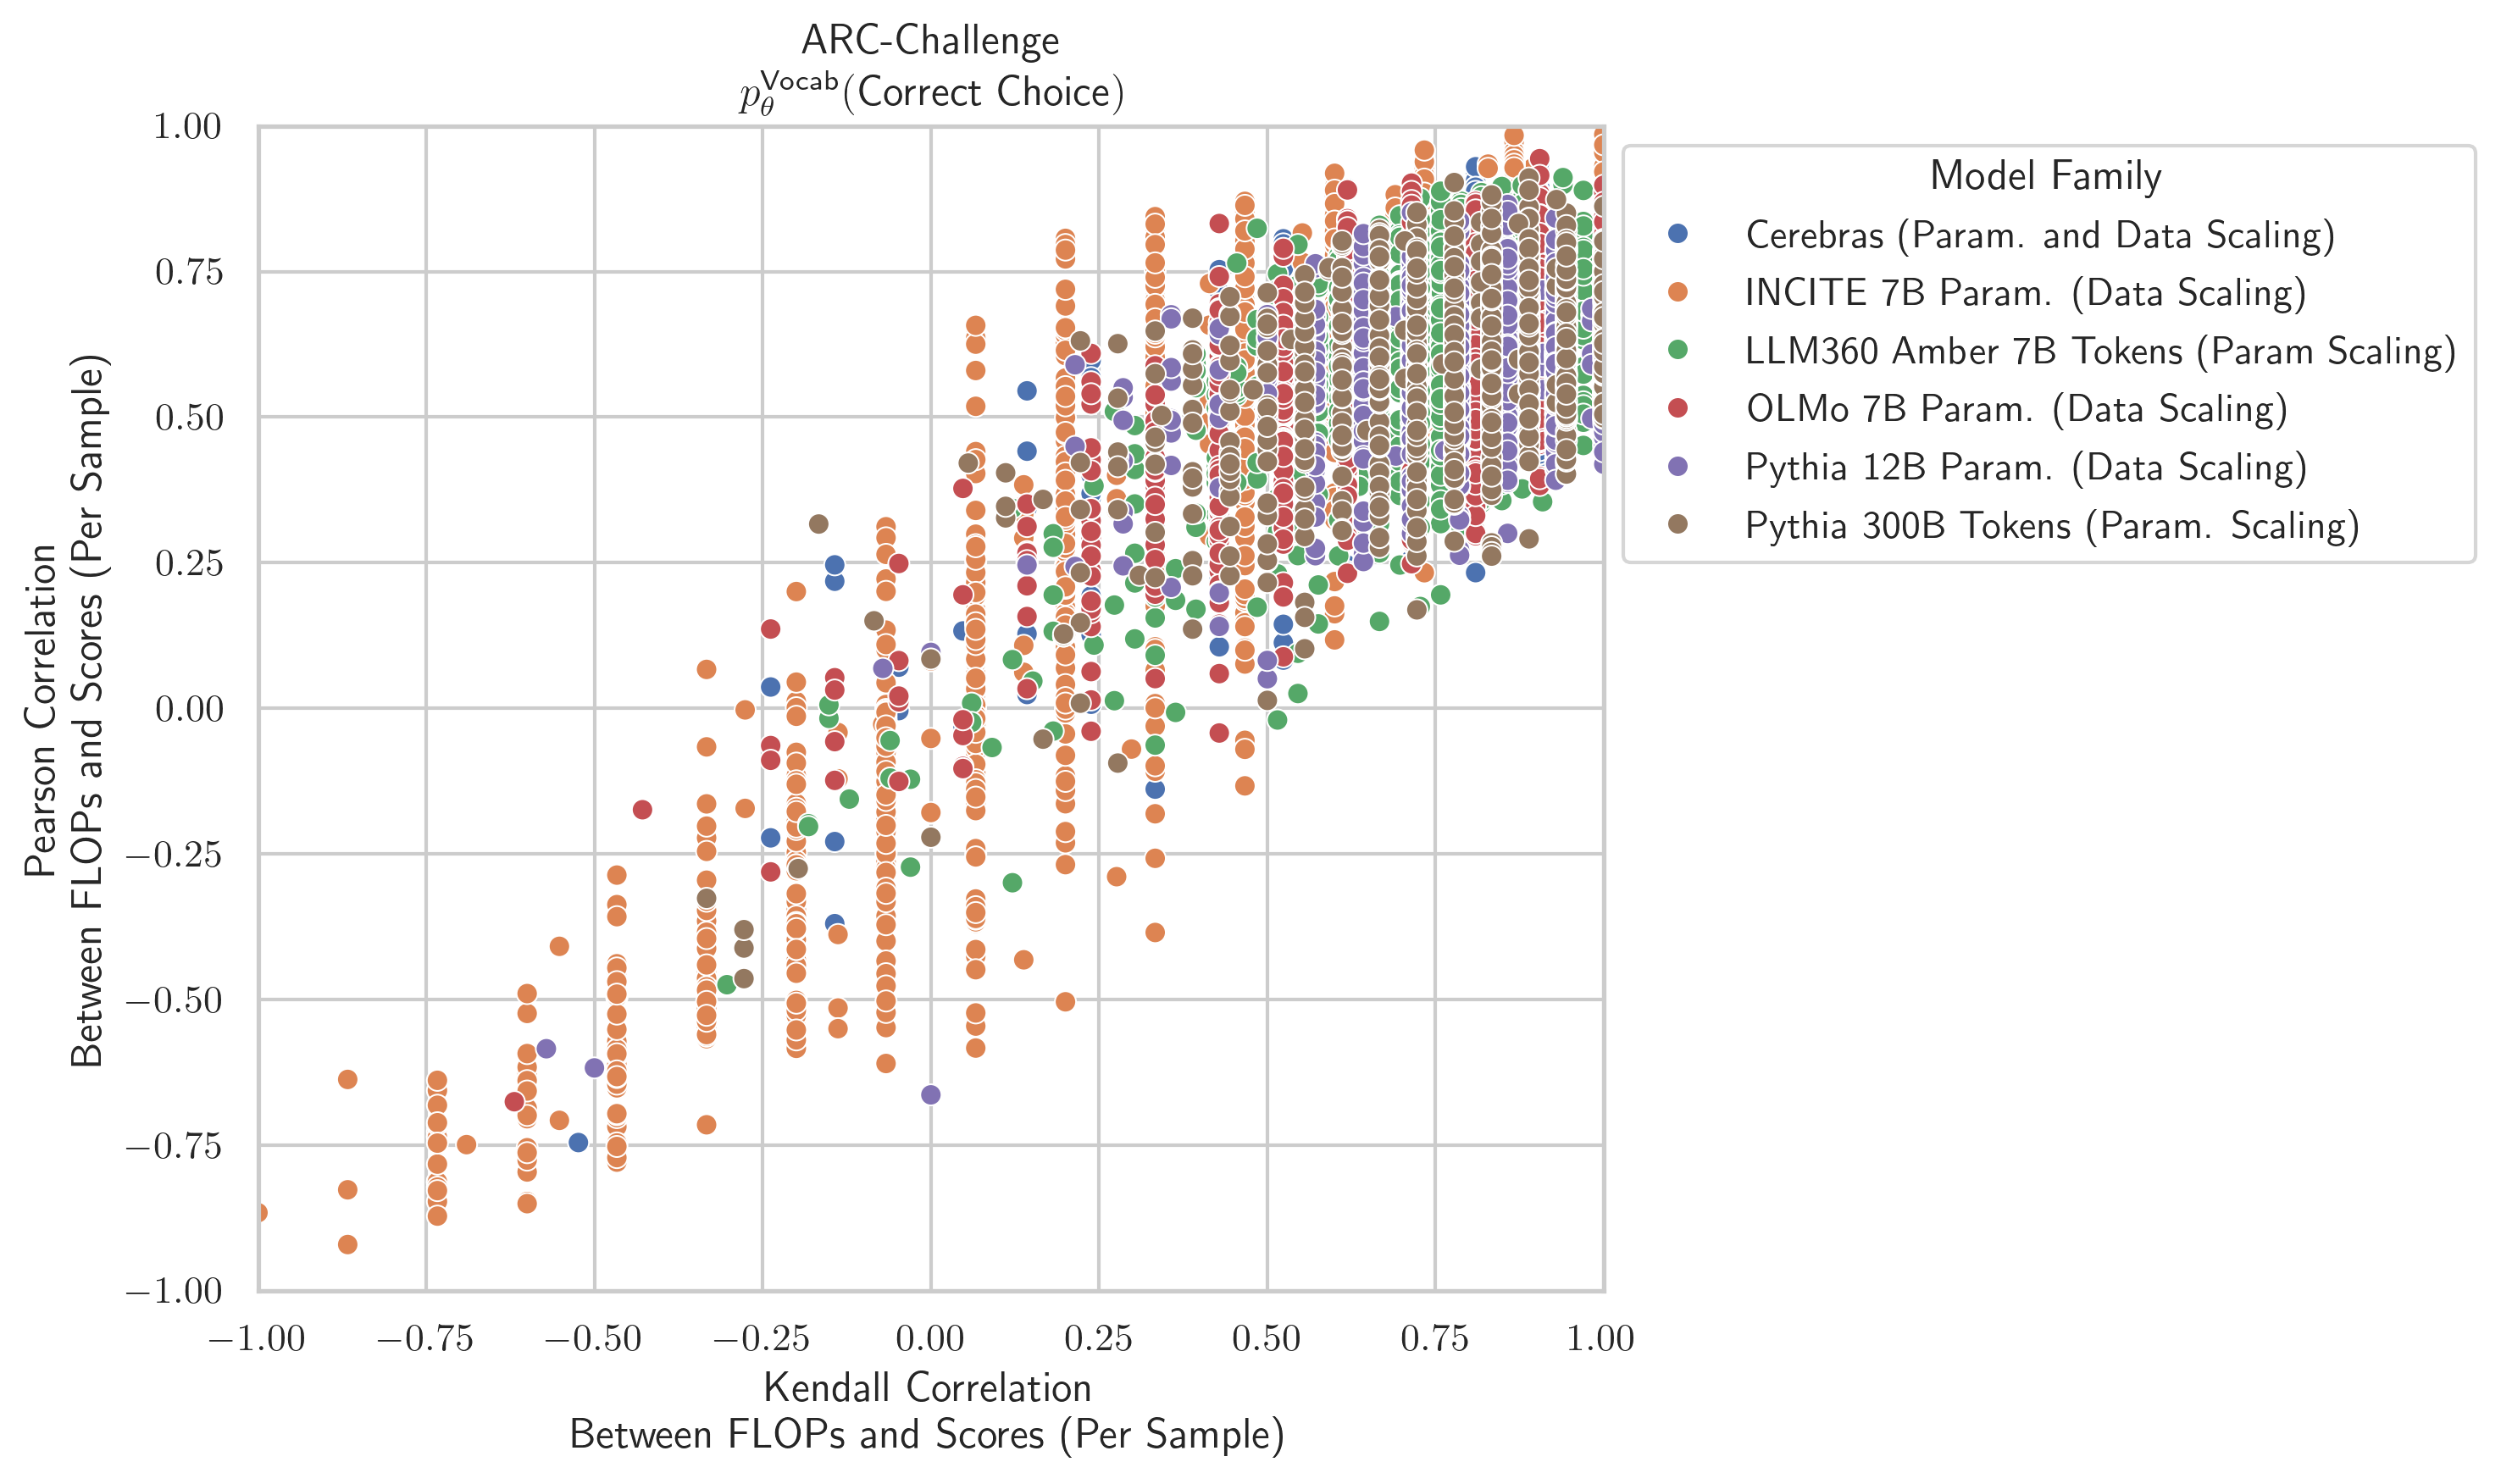 ARC-Challenge
p_θ^Vocab(Correct Choice)
1.00
0.75
0.50
0.25
0.00
−0.25
−0.50
−0.75
−1.00
Pearson Correlation
Between FLOPs and Scores (Per Sample)
−1.00 −0.75 −0.50 −0.25 0.00 0.25 0.50 0.75 1.00
Kendall Correlation
Between FLOPs and Scores (Per Sample)
Model Family
Cerebras (Param. and Data Scaling)
INCITE 7B Param. (Data Scaling)
LLM360 Amber 7B Tokens (Param Scaling)
OLMo 7B Param. (Data Scaling)
Pythia 12B Param. (Data Scaling)
Pythia 300B Tokens (Param. Scaling)